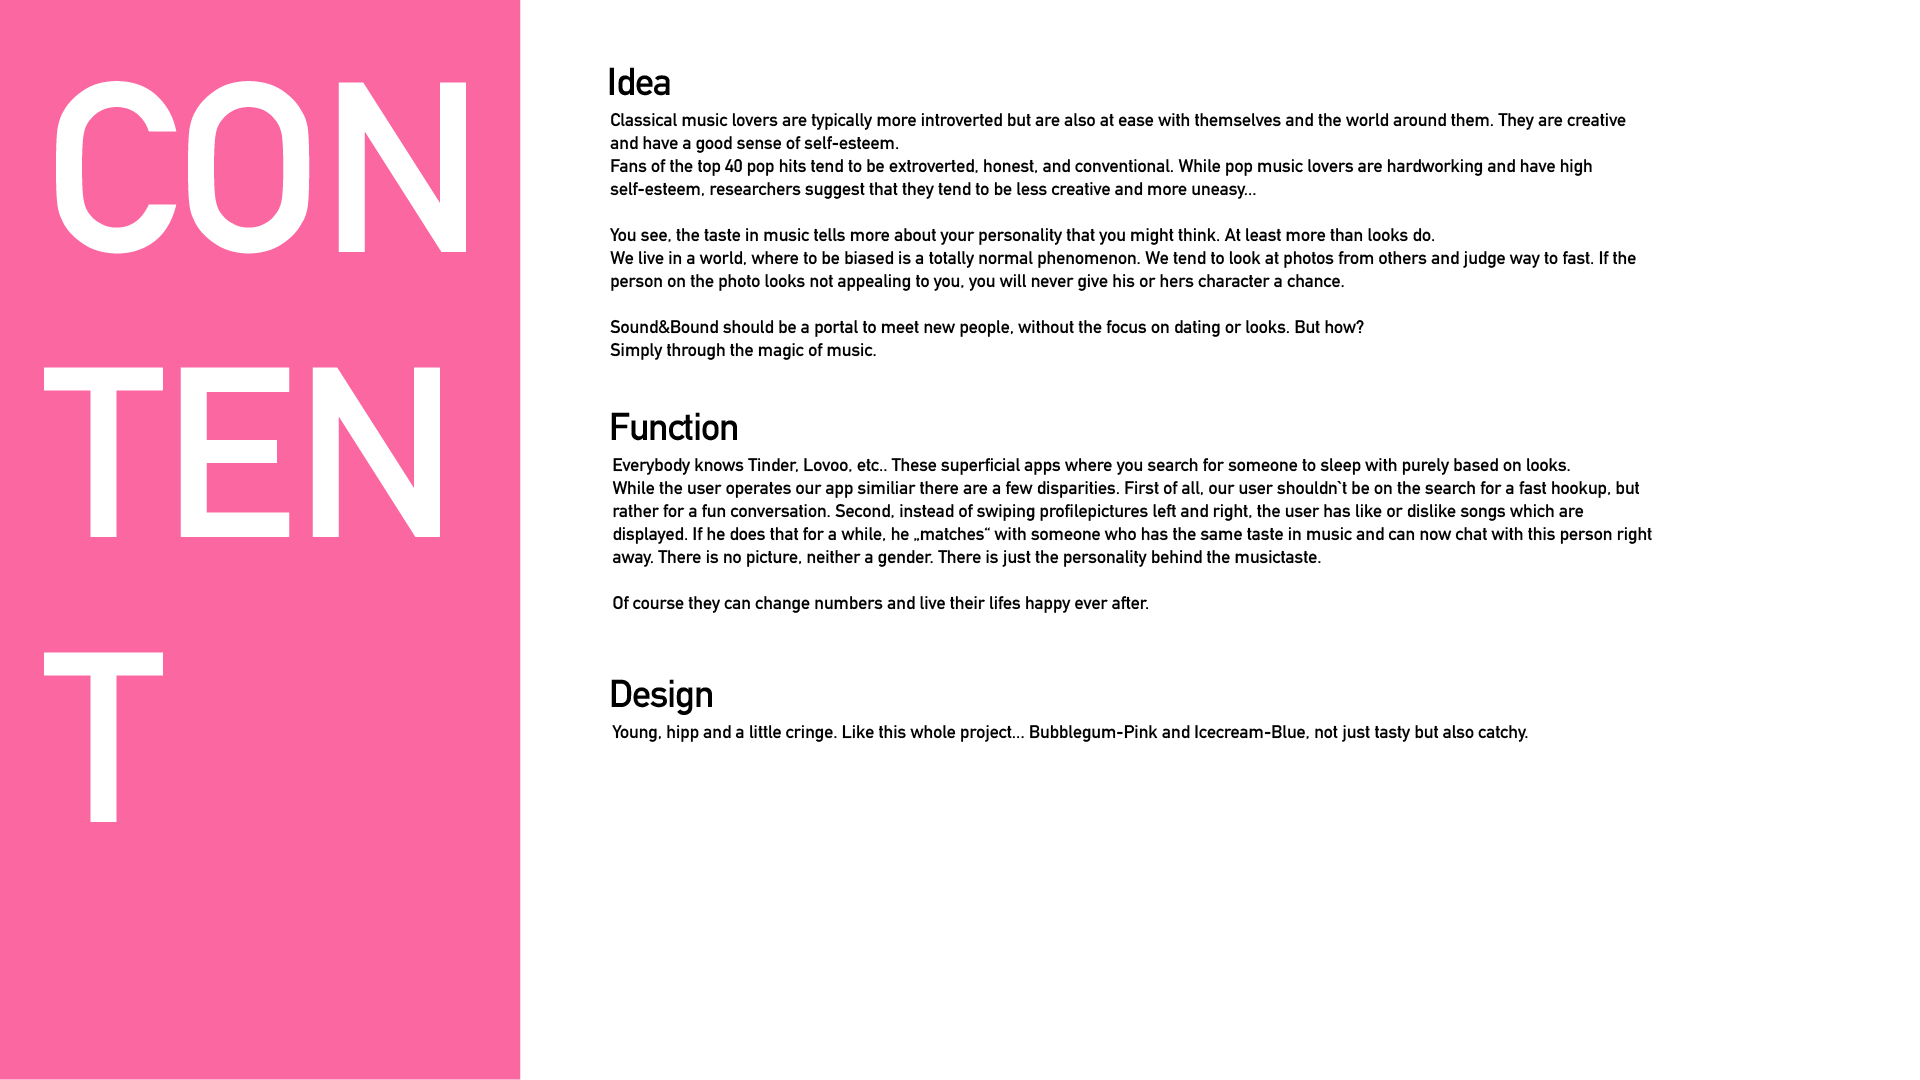 CON
TEN
T
Idea
Classical music lovers are typically more introverted but are also at ease with themselves and the world around them. They are creative
and have a good sense of self-esteem.
Fans of the top 40 pop hits tend to be extroverted, honest, and conventional. While pop music lovers are hardworking and have high
self-esteem, researchers suggest that they tend to be less creative and more uneasy...
You see, the taste in music tells more about your personality that you might think. At least more than looks do.
We live in a world, where to be biased is a totally normal phenomenon. We tend to look at photos from others and judge way to fast. If the
person on the photo looks not appealing to you, you will never give his or hers character a chance.
Sound&Bound should be a portal to meet new people, without the focus on dating or looks. But how?
Simply through the magic of music.
Function
Everybody knows Tinder, Lovoo, etc.. These superficial apps where you search for someone to sleep with purely based on looks.
While the user operates our app similiar there are a few disparities. First of all, our user shouldn`t be on the search for a fast hookup, but
rather for a fun conversation. Second, instead of swiping profilepictures left and right, the user has like or dislike songs which are
displayed. If he does that for a while, he „matches“ with someone who has the same taste in music and can now chat with this person right
away. There is no picture, neither a gender. There is just the personality behind the musictaste.
Of course they can change numbers and live their lifes happy ever after.
Design
Young, hipp and a little cringe. Like this whole project... Bubblegum-Pink and Icecream-Blue, not just tasty but also catchy.